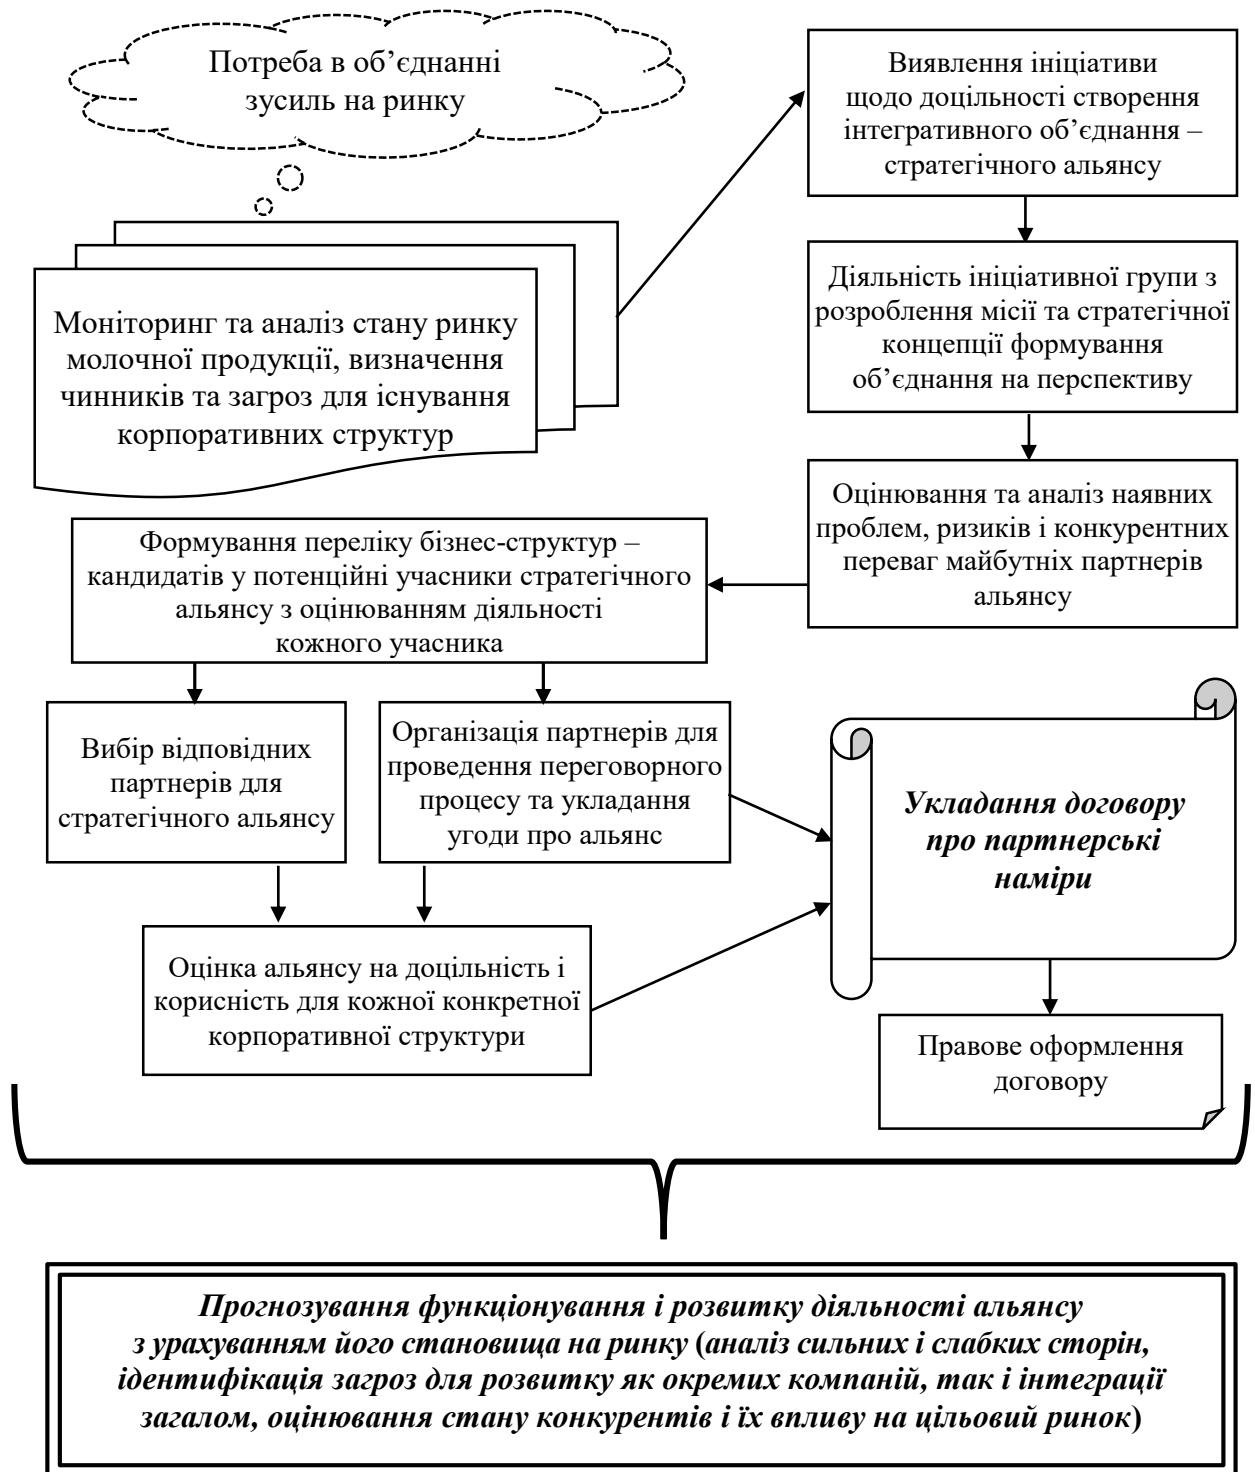 Потреба в об’єднанні
зусиль на ринку
Виявлення ініціативи
щодо доцільності створення
інтегративного об’єднання –
стратегічного альянсу
Моніторинг та аналіз стану ринку
молочної продукції, визначення
чинників та загроз для існування
корпоративних структур
Діяльність ініціативної групи з
розроблення місії та стратегічної
концепції формування
об’єднання на перспективу
Оцінювання та аналіз наявних
проблем, ризиків і конкурентних
переваг майбутніх партнерів
альянсу
Формування переліку бізнес-структур –
кандидатів у потенційні учасники стратегічного
альянсу з оцінюванням діяльності
кожного учасника
Вибір відповідних
партнерів для
стратегічного альянсу
Організація партнерів для
проведення переговорного
процесу та укладання
угоди про альянс
Укладання договору
про партнерські
наміри
Оцінка альянсу на доцільність і
корисність для кожної конкретної
корпоративної структури
Правове оформлення
договору
Прогнозування функціонування і розвитку діяльності альянсу
з урахуванням його становища на ринку (аналіз сильних і слабких сторін,
ідентифікація загроз для розвитку як окремих компаній, так і інтеграції
загалом, оцінювання стану конкурентів і їх впливу на цільовий ринок)